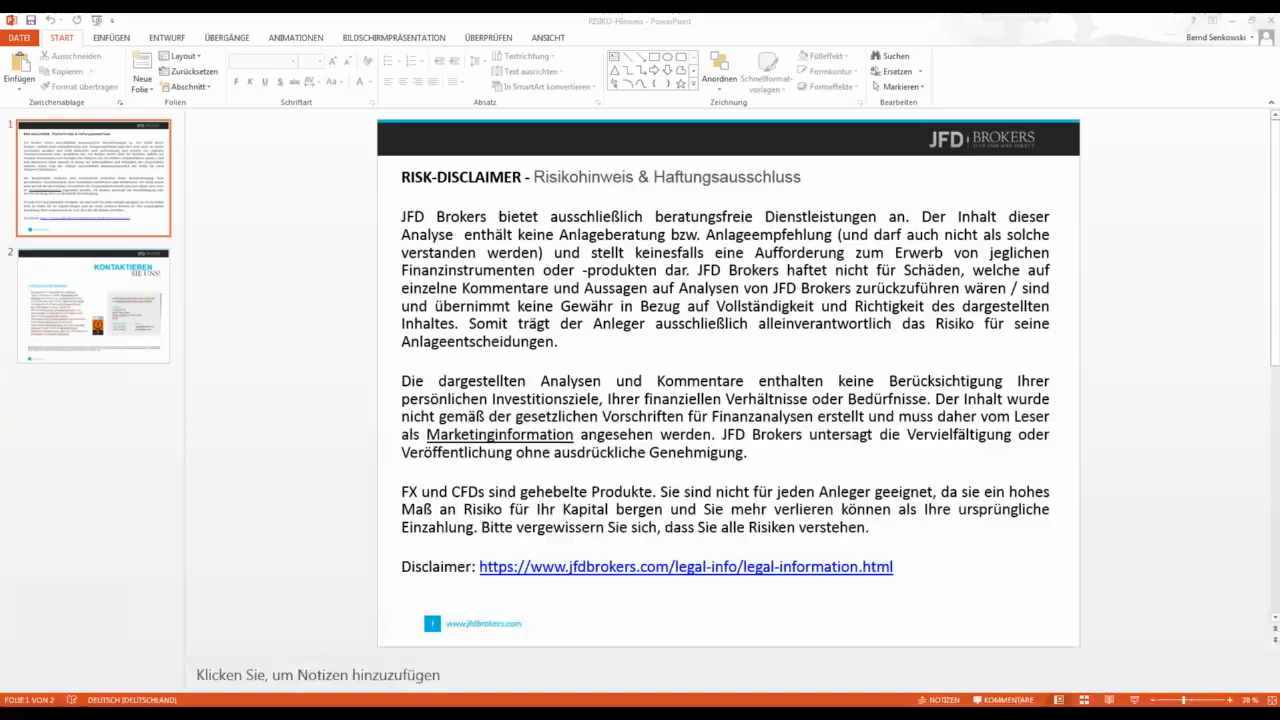 RISIKO-Hinweis - PowerPoint
DATEI START EINFÜGEN ENTWURF ÜBERGÄNGE ANIMATIONEN BILDSCHIRMPRÄSENTATION ÜBERPRÜFEN ANSICHT Bernd Senkowski
Einfügen
Ausschneiden
Kopieren
Format übertragen
Zwischenablage
Neue Folie
Layout
Zurücksetzen
Abschnitt
Folien
F K U S abc AV Aa A
Schriftart
Textrichtung
Text ausrichten
In SmartArt konvertieren
Absatz
Anordnen
Schnellformat-
vorlagen
Fülleffekt
Formkontur
Formeffekte
Zeichnung
Suchen
Ersetzen
Markieren
Bearbeiten
1
2
KONTAKTIEREN
SIE UNS!
JFD BROKERS
JUST FAIR AND DIRECT
RISK-DISCLAIMER - Risikohinweis & Haftungsausschuss
JFD Brokers bietet ausschließlich beratungsfreie Dienstleistungen an. Der Inhalt dieser
Analyse enthält keine Anlageberatung bzw. Anlageempfehlung (und darf auch nicht als solche
verstanden werden) und stellt keinesfalls eine Aufforderung zum Erwerb von jeglichen
Finanzinstrumenten oder -produkten dar. JFD Brokers haftet nicht für Schäden, welche auf
einzelne Kommentare und Aussagen auf Analysen von JFD Brokers zurückzuführen wären / sind
und übernimmt keine Gewähr in Bezug auf Vollständigkeit und Richtigkeit des dargestellten
Inhaltes. Somit trägt der Anleger ausschließlich alleinverantwortlich das Risiko für seine
Anlageentscheidungen.
Die dargestellten Analysen und Kommentare enthalten keine Berücksichtigung Ihrer
persönlichen Investitionsziele, Ihrer finanziellen Verhältnisse oder Bedürfnisse. Der Inhalt wurde
nicht gemäß der gesetzlichen Vorschriften für Finanzanalysen erstellt und muss daher vom Leser
als Marketinginformation angesehen werden. JFD Brokers untersagt die Vervielfältigung oder
Veröffentlichung ohne ausdrückliche Genehmigung.
FX und CFDs sind gehebelte Produkte. Sie sind nicht für jeden Anleger geeignet, da sie ein hohes
Maß an Risiko für Ihr Kapital bergen und Sie mehr verlieren können als Ihre ursprüngliche
Einzahlung. Bitte vergewissern Sie sich, dass Sie alle Risiken verstehen.
Disclaimer: https://www.jfdbrokers.com/legal-info/legal-information.html
1 www.jfdbrokers.com
Klicken Sie, um Notizen hinzuzufügen
FOLIE 1 VON 2 DEUTSCH (DEUTSCHLAND) NOTIZEN KOMMENTARE 78 %